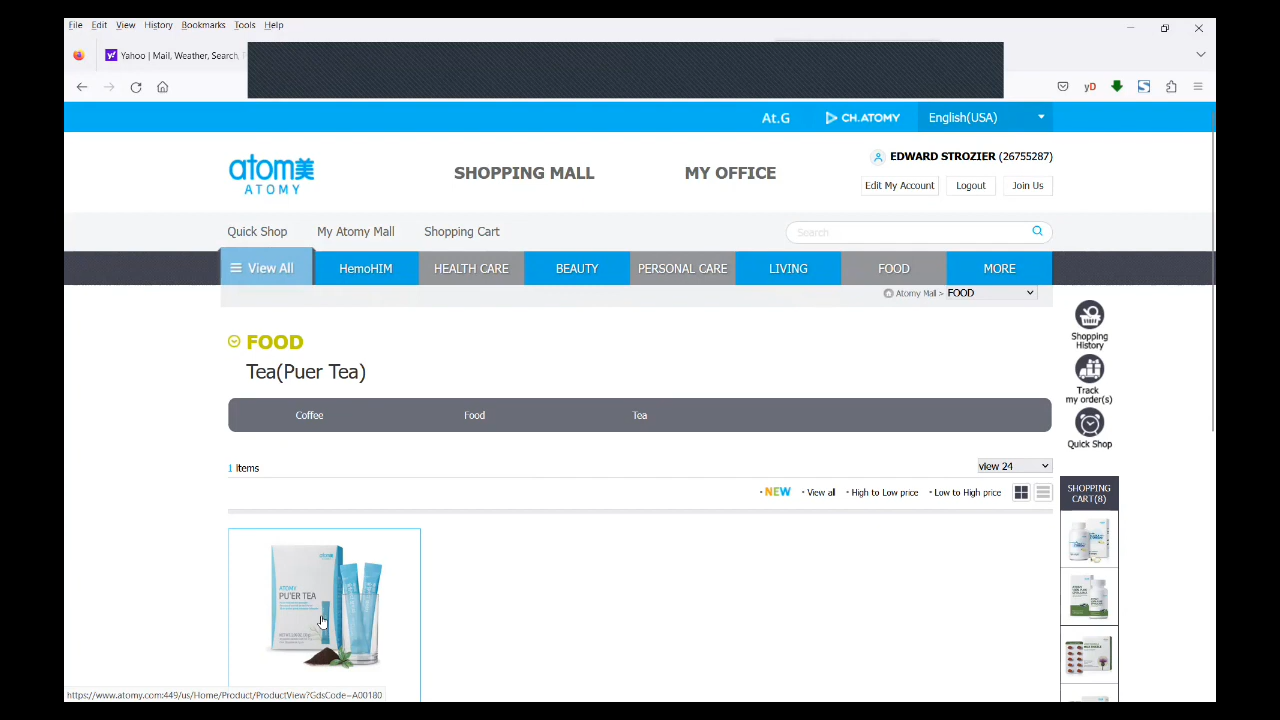 File Edit View History Bookmarks Tools Help
Yahoo | Mail, Weather, Search,
At.G CH.ATOMY English(USA)
EDWARD STROZIER (26755287)
atom美
ATOMY
SHOPPING MALL MY OFFICE
Edit My Account Logout Join Us
Quick Shop My Atomy Mall Shopping Cart Search
View All HemoHIM HEALTH CARE BEAUTY PERSONAL CARE LIVING FOOD MORE
Atomy Mall > FOOD
Shopping
History
FOOD
Tea(Puer Tea)
Track
my order(s)
Coffee Food Tea
Quick Shop
1 items view 24
NEW View all High to Low price Low to High price
SHOPPING
CART(8)
atom美
ATOMY
PU'ER TEA
https://www.atomy.com:449/us/Home/Product/ProductView?GdsCode=A00180